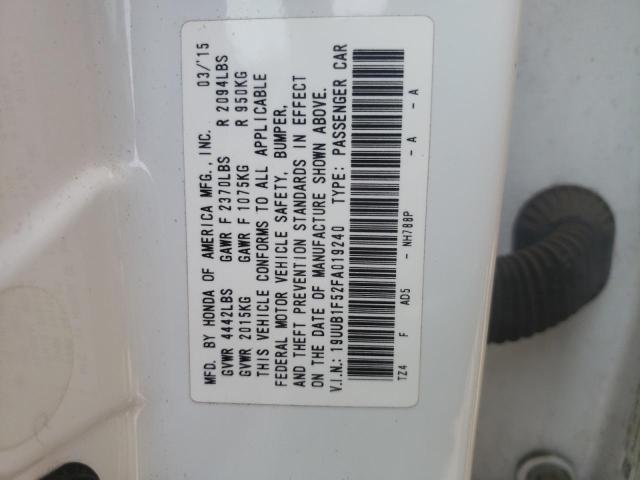 MFD. BY HONDA OF AMERICA MFG., INC. 03/'15
GVWR 4442LBS GAWR F 2370LBS R 2094LBS
GVWR 2015KG GAWR F 1075KG R 950KG
THIS VEHICLE CONFORMS TO ALL APPLICABLE
FEDERAL MOTOR VEHICLE SAFETY, BUMPER,
AND THEFT PREVENTION STANDARDS IN EFFECT
ON THE DATE OF MANUFACTURE SHOWN ABOVE.
V.I.N.: 19UUB1F52FA019240 TYPE: PASSENGER CAR
TZ4 F AD5 - NH788P - A - A